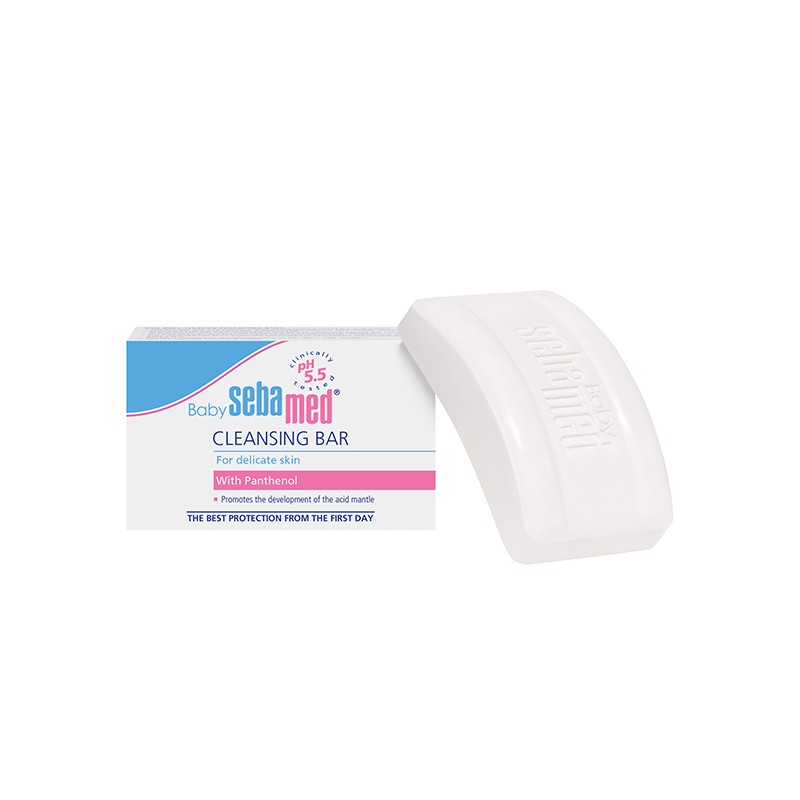 clinically
pH
5.5
tested
Baby sebamed®
CLEANSING BAR
For delicate skin
With Panthenol
▪ Promotes the development of the acid mantle
THE BEST PROTECTION FROM THE FIRST DAY
sebamed
baby